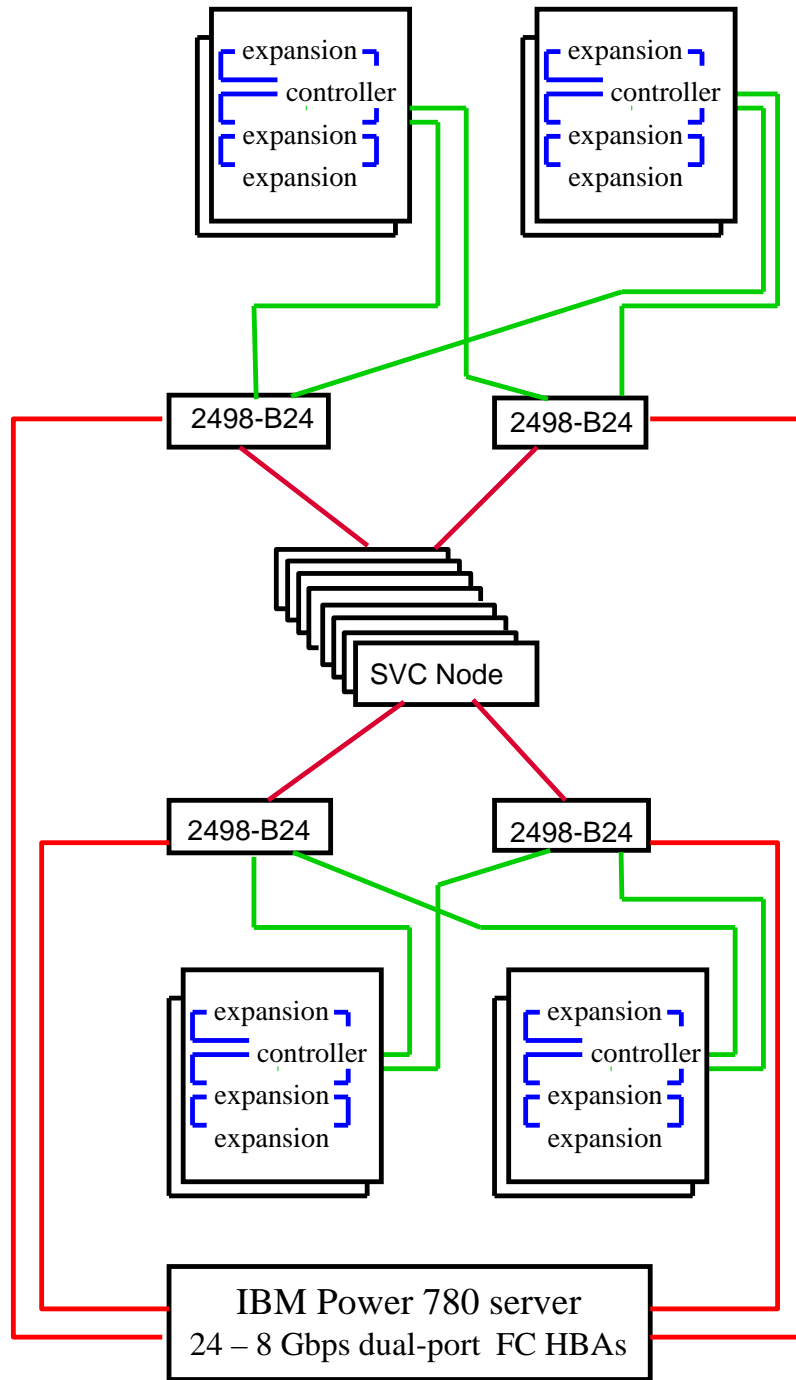 expansion
controller
expansion
expansion
expansion
controller
expansion
expansion
2498-B24
2498-B24
SVC Node
2498-B24
2498-B24
expansion
controller
expansion
expansion
expansion
controller
expansion
expansion
IBM Power 780 server
24 – 8 Gbps dual-port FC HBAs